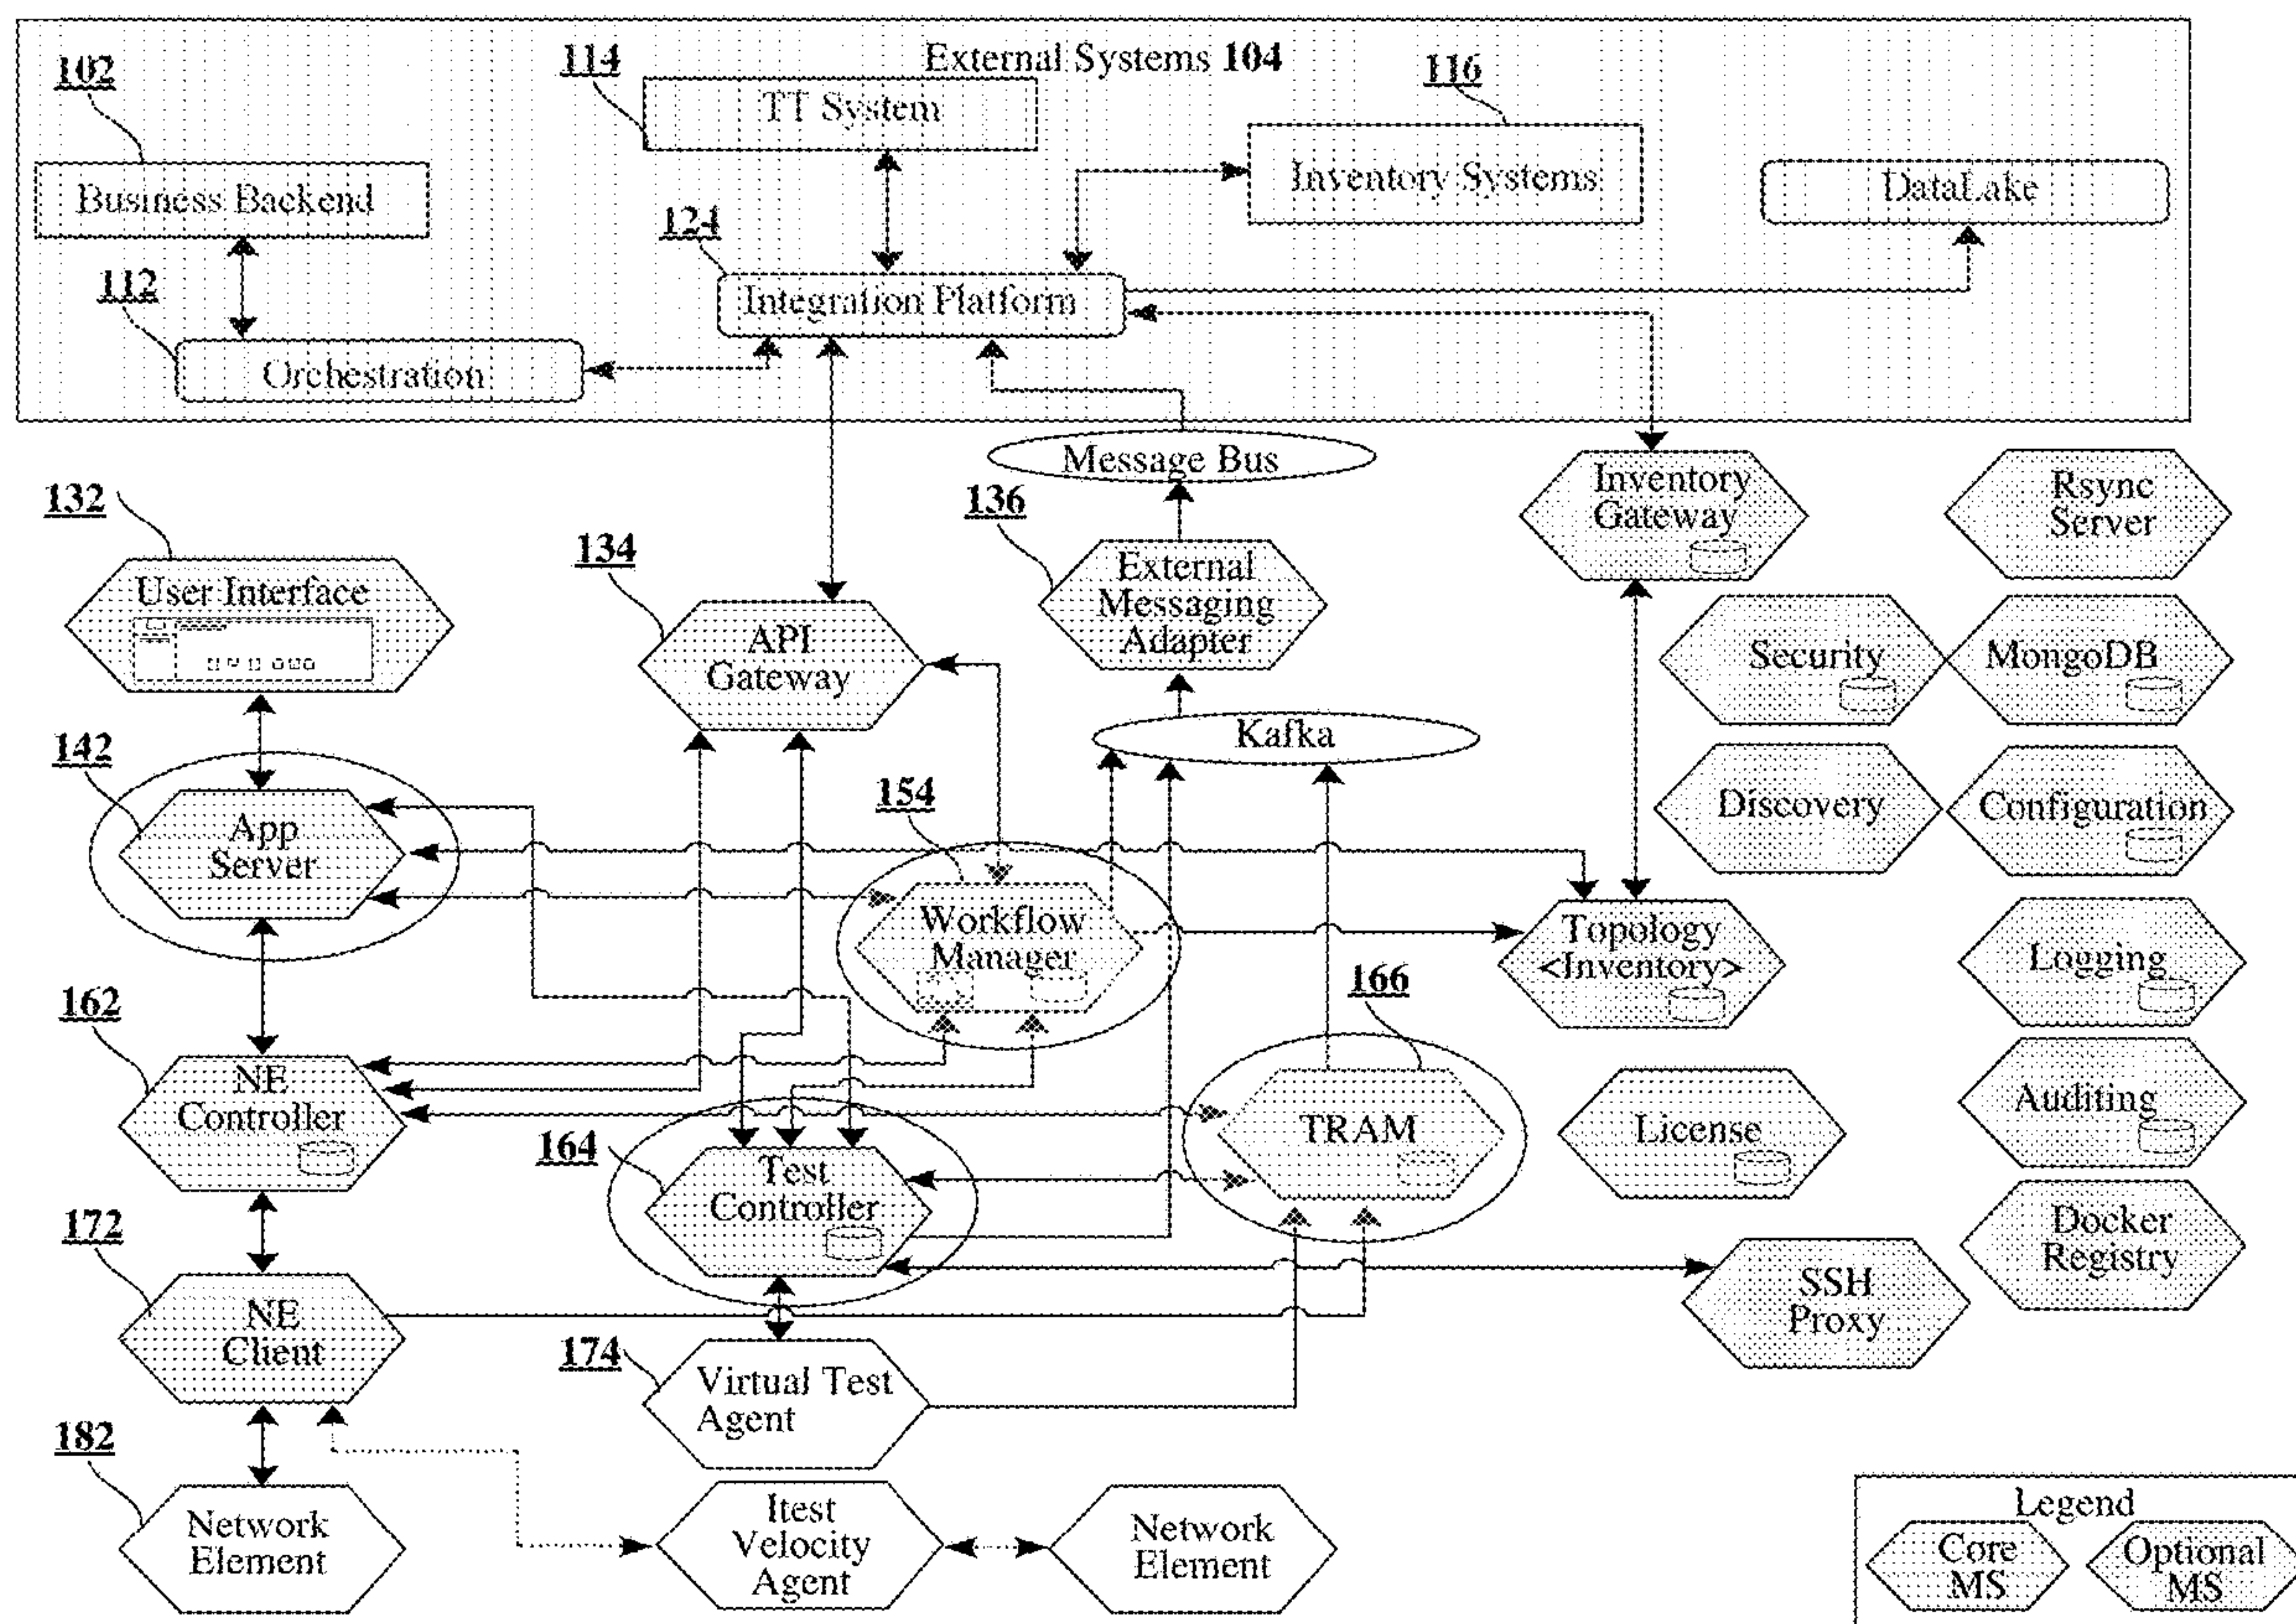 External Systems 104
102
114
116
TT System
Business Backend
Inventory Systems
DataLake
124
112
Integration Platform
Orchestration
Message Bus
132
134
136
Inventory
Gateway
Rsync
Server
User Interface
API
Gateway
External
Messaging
Adapter
Security
MongoDB
Kafka
142
154
App
Server
Discovery
Configuration
Workflow
Manager
Topology
<Inventory>
Logging
162
166
NE
Controller
164
Test
Controller
TRAM
License
Auditing
172
NE
Client
174
Virtual Test
Agent
SSH
Proxy
Docker
Registry
182
Network
Element
Itest
Velocity
Agent
Network
Element
Legend
Core
MS
Optional
MS